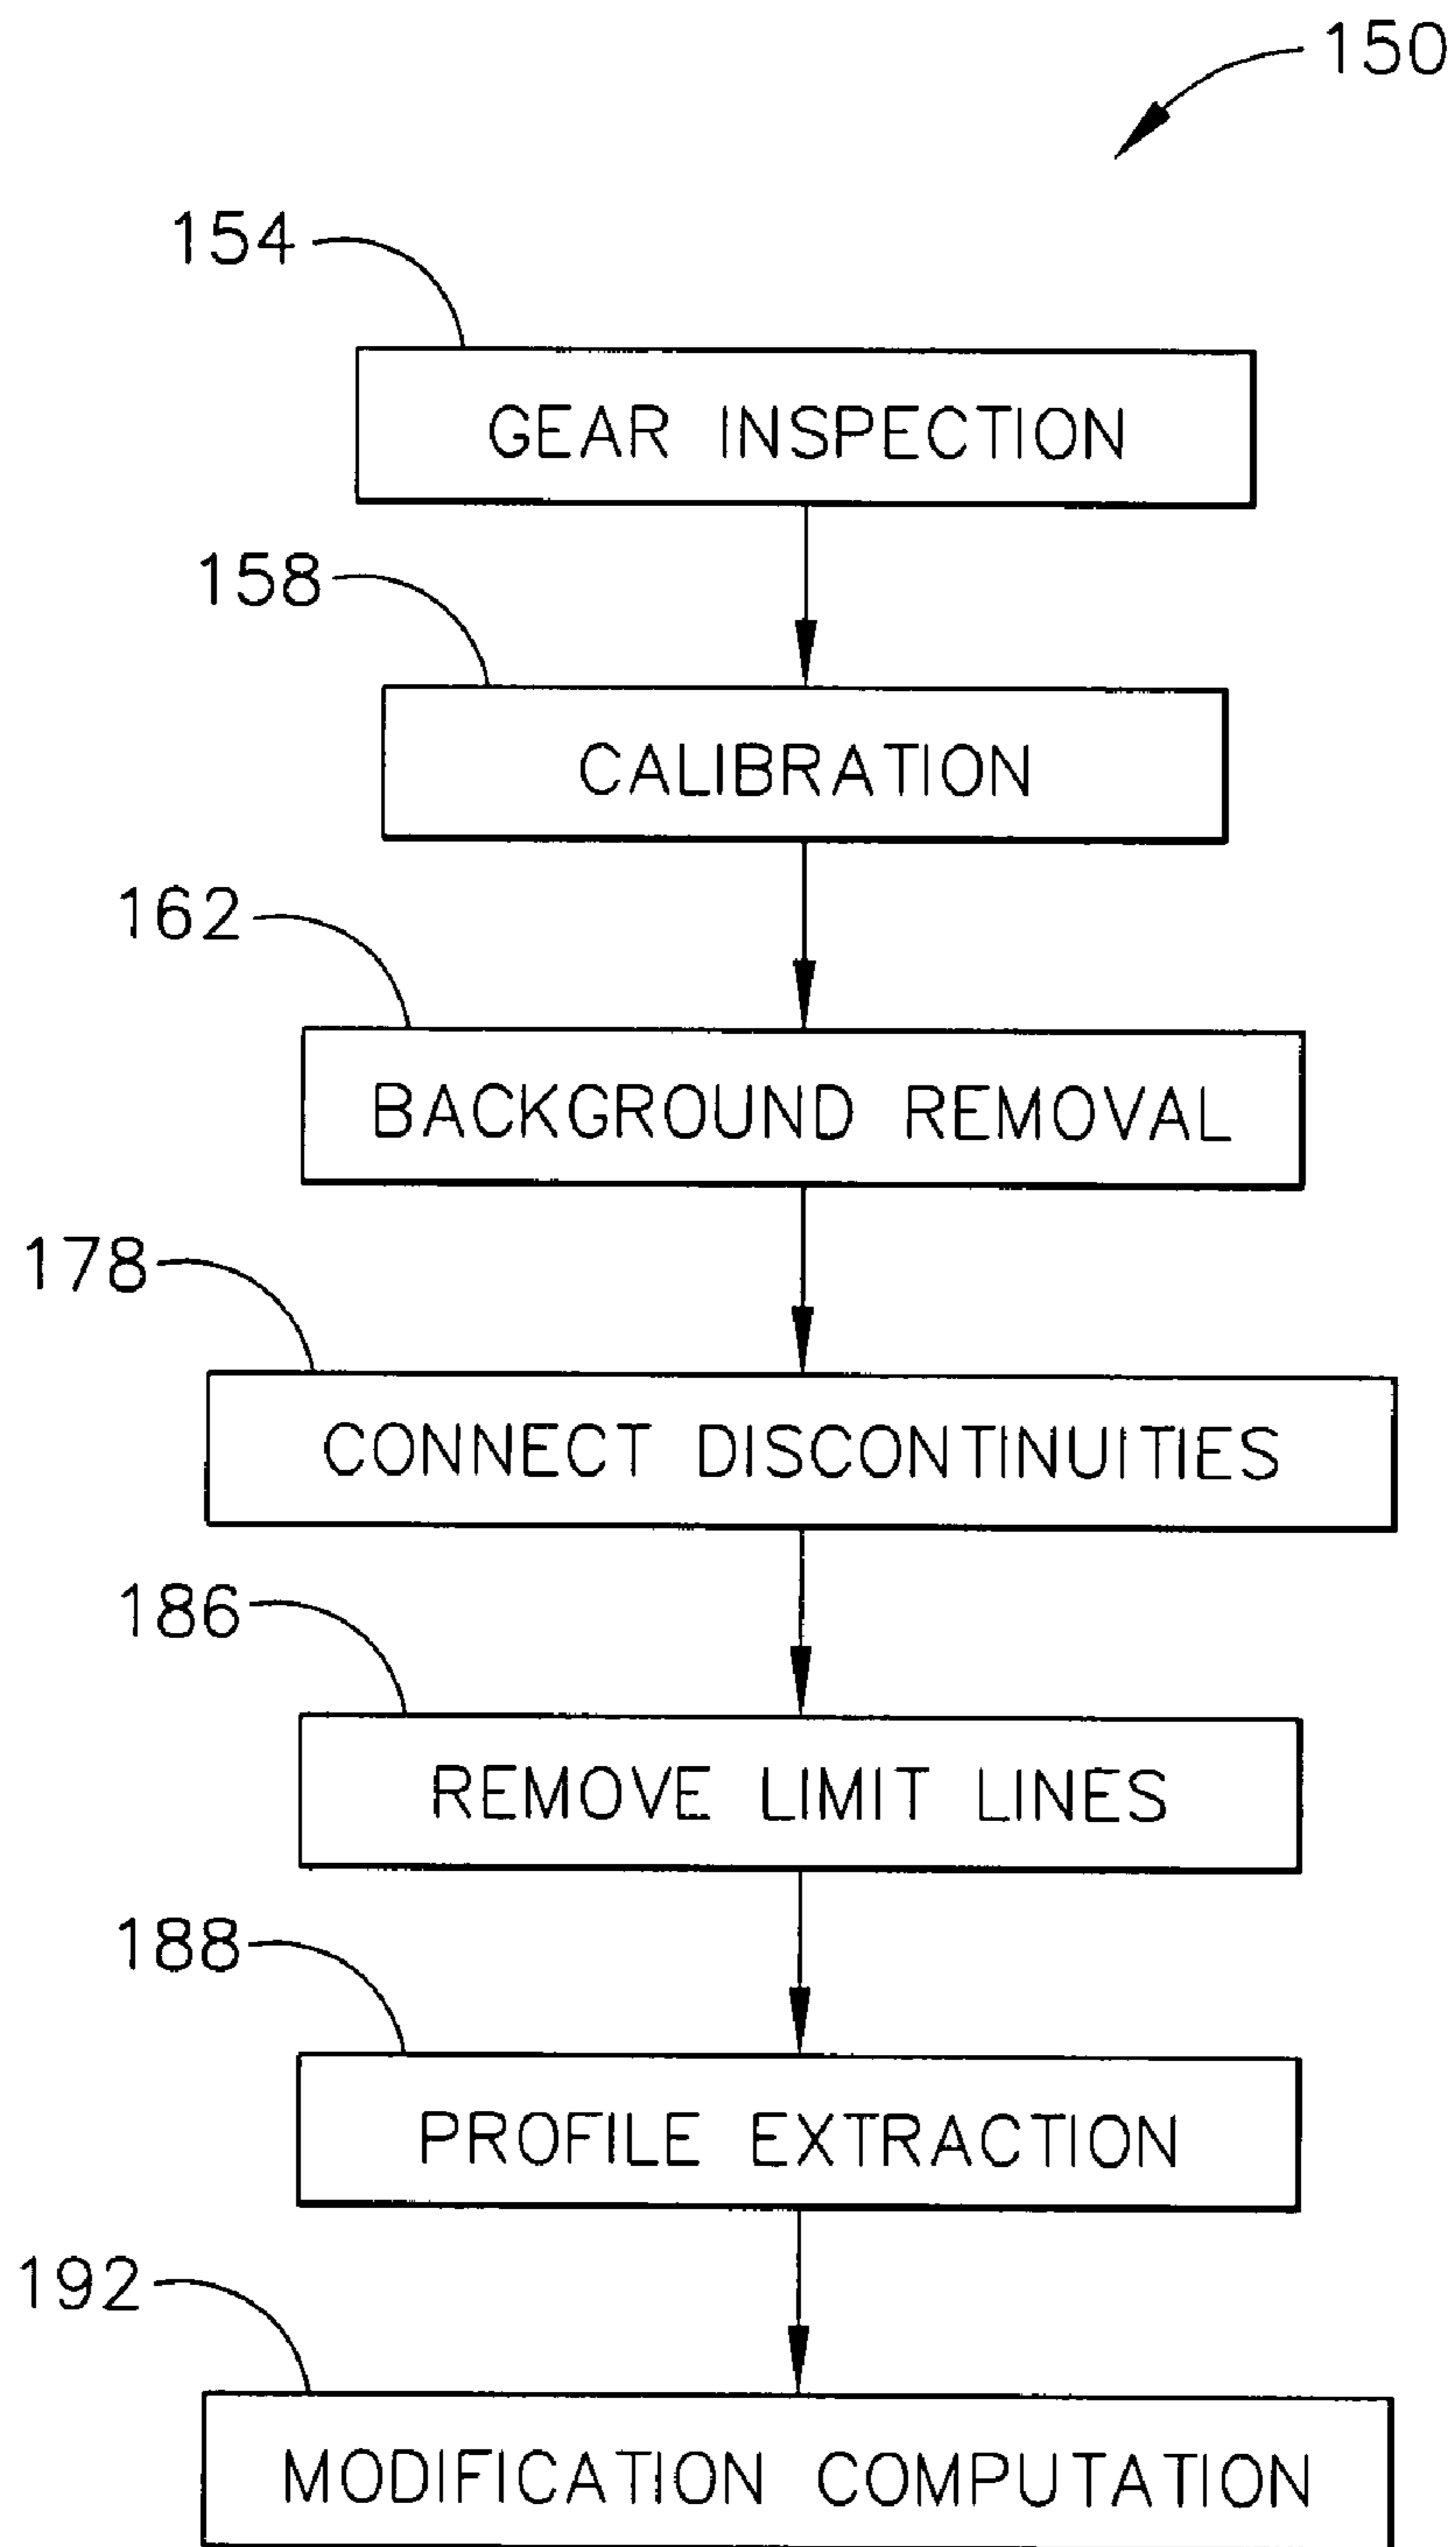 150
154
GEAR INSPECTION
158
CALIBRATION
162
BACKGROUND REMOVAL
178
CONNECT DISCONTINUITIES
186
REMOVE LIMIT LINES
188
PROFILE EXTRACTION
192
MODIFICATION COMPUTATION